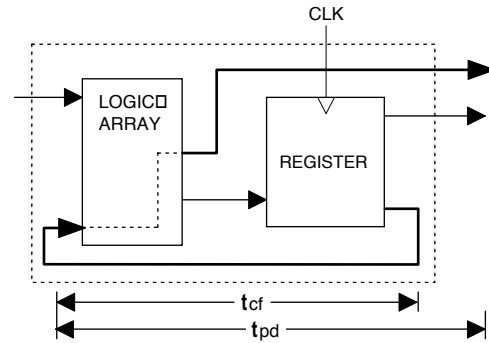 CLK
LOGIC□
ARRAY
REGISTER
tcf
tpd